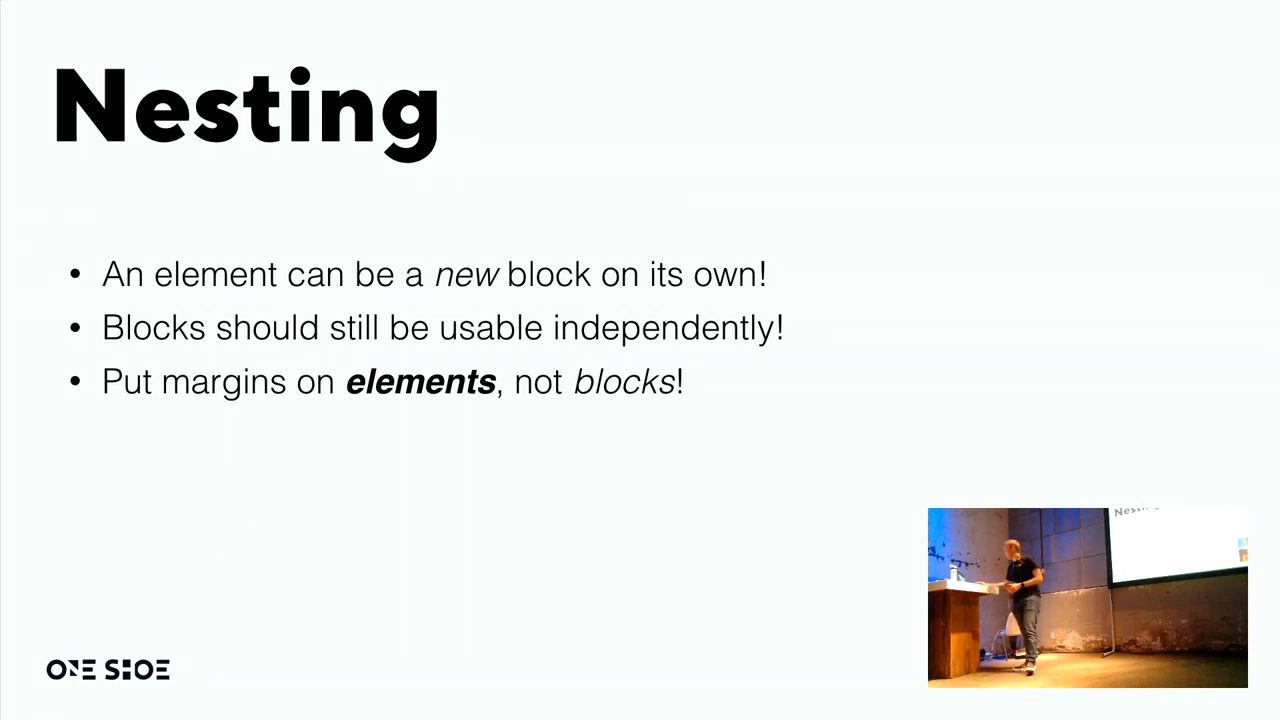 Nesting
• An element can be a new block on its own!
• Blocks should still be usable independently!
• Put margins on elements, not blocks!
ONE SHOE